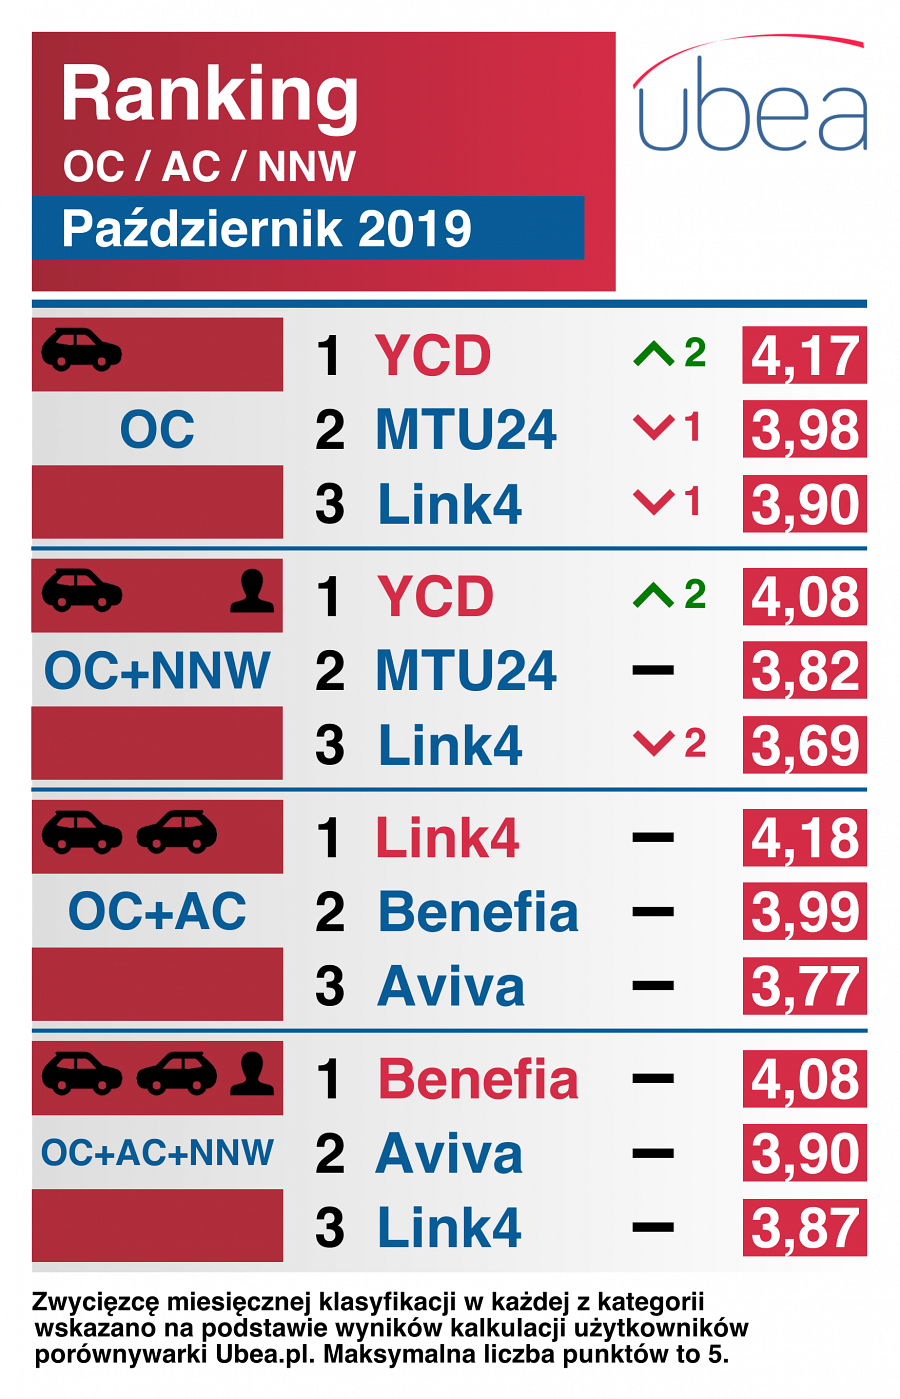 Ranking
OC / AC / NNW
Październik 2019
ubea
OC
1 YCD 2 4,17
2 MTU24 1 3,98
3 Link4 1 3,90
OC+NNW
1 YCD 2 4,08
2 MTU24 – 3,82
3 Link4 2 3,69
OC+AC
1 Link4 – 4,18
2 Benefia – 3,99
3 Aviva – 3,77
OC+AC+NNW
1 Benefia – 4,08
2 Aviva – 3,90
3 Link4 – 3,87
Zwycięzcę miesięcznej klasyfikacji w każdej z kategorii
wskazano na podstawie wyników kalkulacji użytkowników
porównywarki Ubea.pl. Maksymalna liczba punktów to 5.